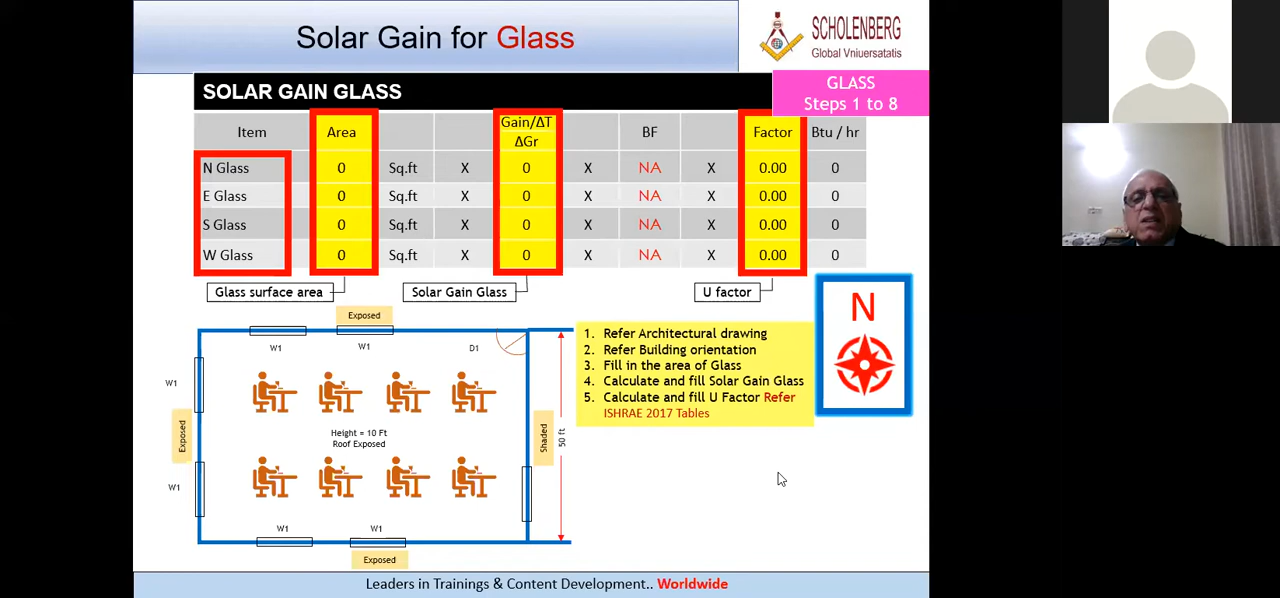 Solar Gain for Glass
SCHOLENBERG
Global Vniuersatatis
SOLAR GAIN GLASS
GLASS
Steps 1 to 8
Item Area Gain/ΔT ΔGr BF Factor Btu / hr
N Glass 0 Sq.ft X 0 X NA X 0.00 0
E Glass 0 Sq.ft X 0 X NA X 0.00 0
S Glass 0 Sq.ft X 0 X NA X 0.00 0
W Glass 0 Sq.ft X 0 X NA X 0.00 0
Glass surface area Solar Gain Glass U factor
Exposed
W1 W1 D1
W1
Exposed
Height = 10 Ft
Roof Exposed
Shaded
50 ft
W1
W1 W1
Exposed
1. Refer Architectural drawing
2. Refer Building orientation
3. Fill in the area of Glass
4. Calculate and fill Solar Gain Glass
5. Calculate and fill U Factor Refer
ISHRAE 2017 Tables
N
Leaders in Trainings & Content Development.. Worldwide